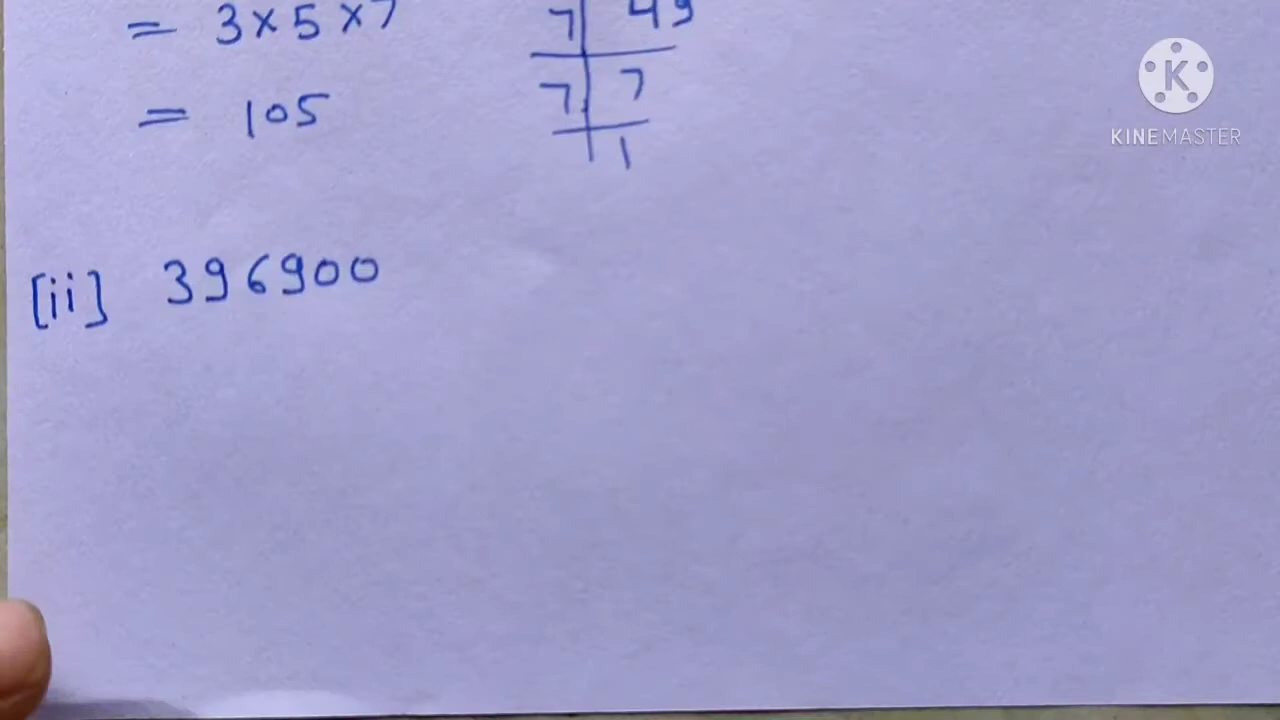 = 3×5×7
7 49
7 7
= 105
1
[ii] 396900
K
KINEMASTER